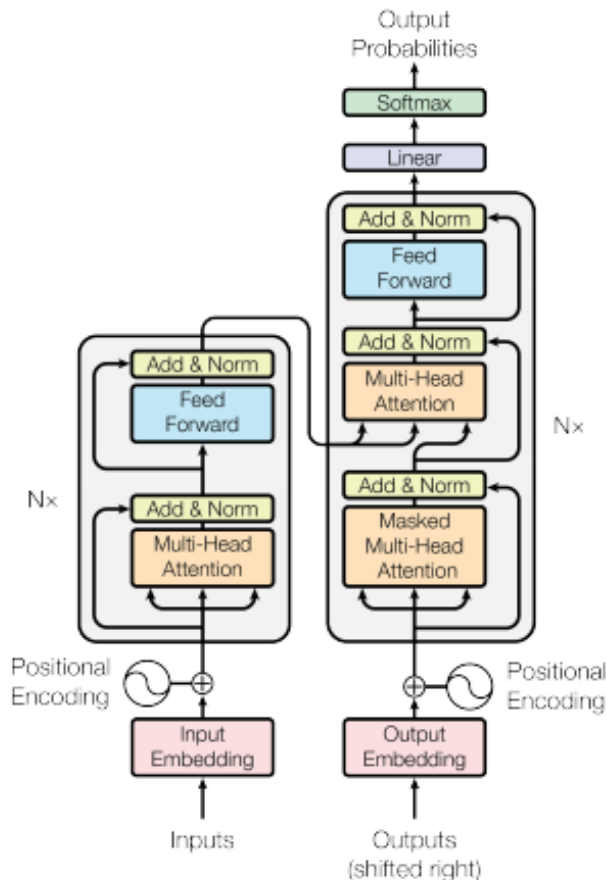 Output
Probabilities
Softmax
Linear
Add & Norm
Feed
Forward
Add & Norm
Multi-Head
Attention
Add & Norm
Masked
Multi-Head
Attention
N×
Add & Norm
Feed
Forward
Add & Norm
Multi-Head
Attention
N×
Positional
Encoding
Positional
Encoding
Input
Embedding
Output
Embedding
Inputs
Outputs
(shifted right)